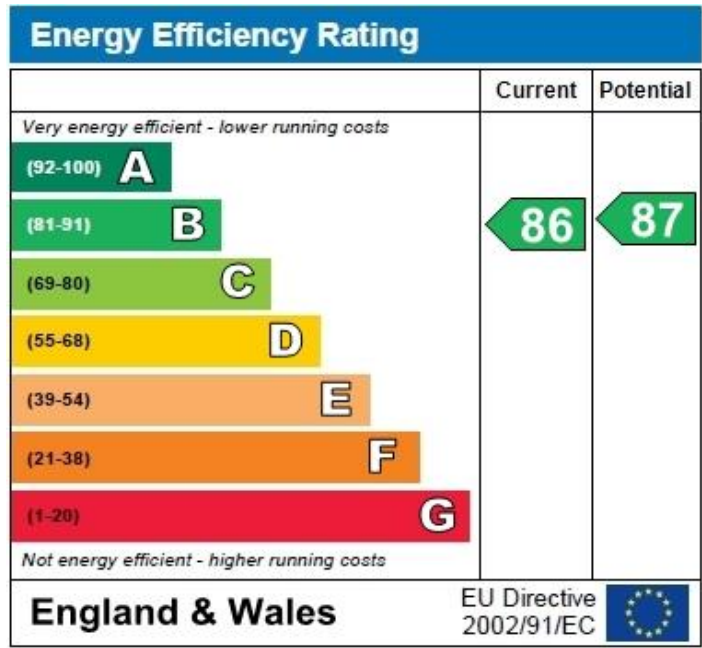 Energy Efficiency Rating
Current Potential
Very energy efficient - lower running costs
(92-100) A
(81-91) B
86 87
(69-80) C
(55-68) D
(39-54) E
(21-38) F
(1-20) G
Not energy efficient - higher running costs
England & Wales
EU Directive
2002/91/EC